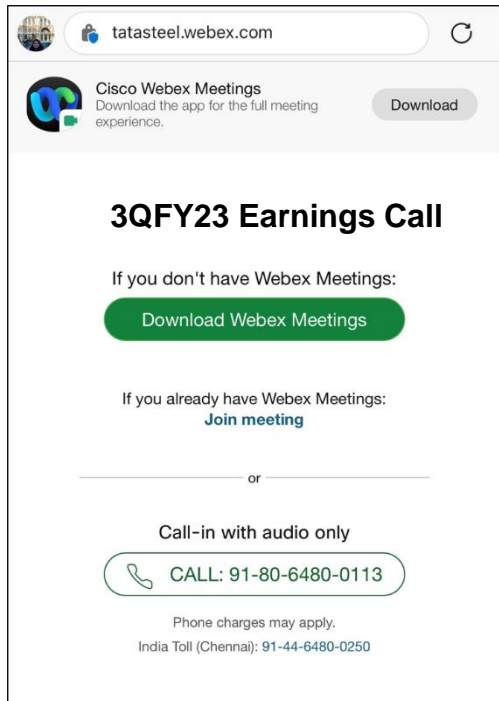 tatasteel.webex.com
Cisco Webex Meetings
Download the app for the full meeting
experience.
Download
3QFY23 Earnings Call
If you don't have Webex Meetings:
Download Webex Meetings
If you already have Webex Meetings:
Join meeting
or
Call-in with audio only
CALL: 91-80-6480-0113
Phone charges may apply.
India Toll (Chennai): 91-44-6480-0250